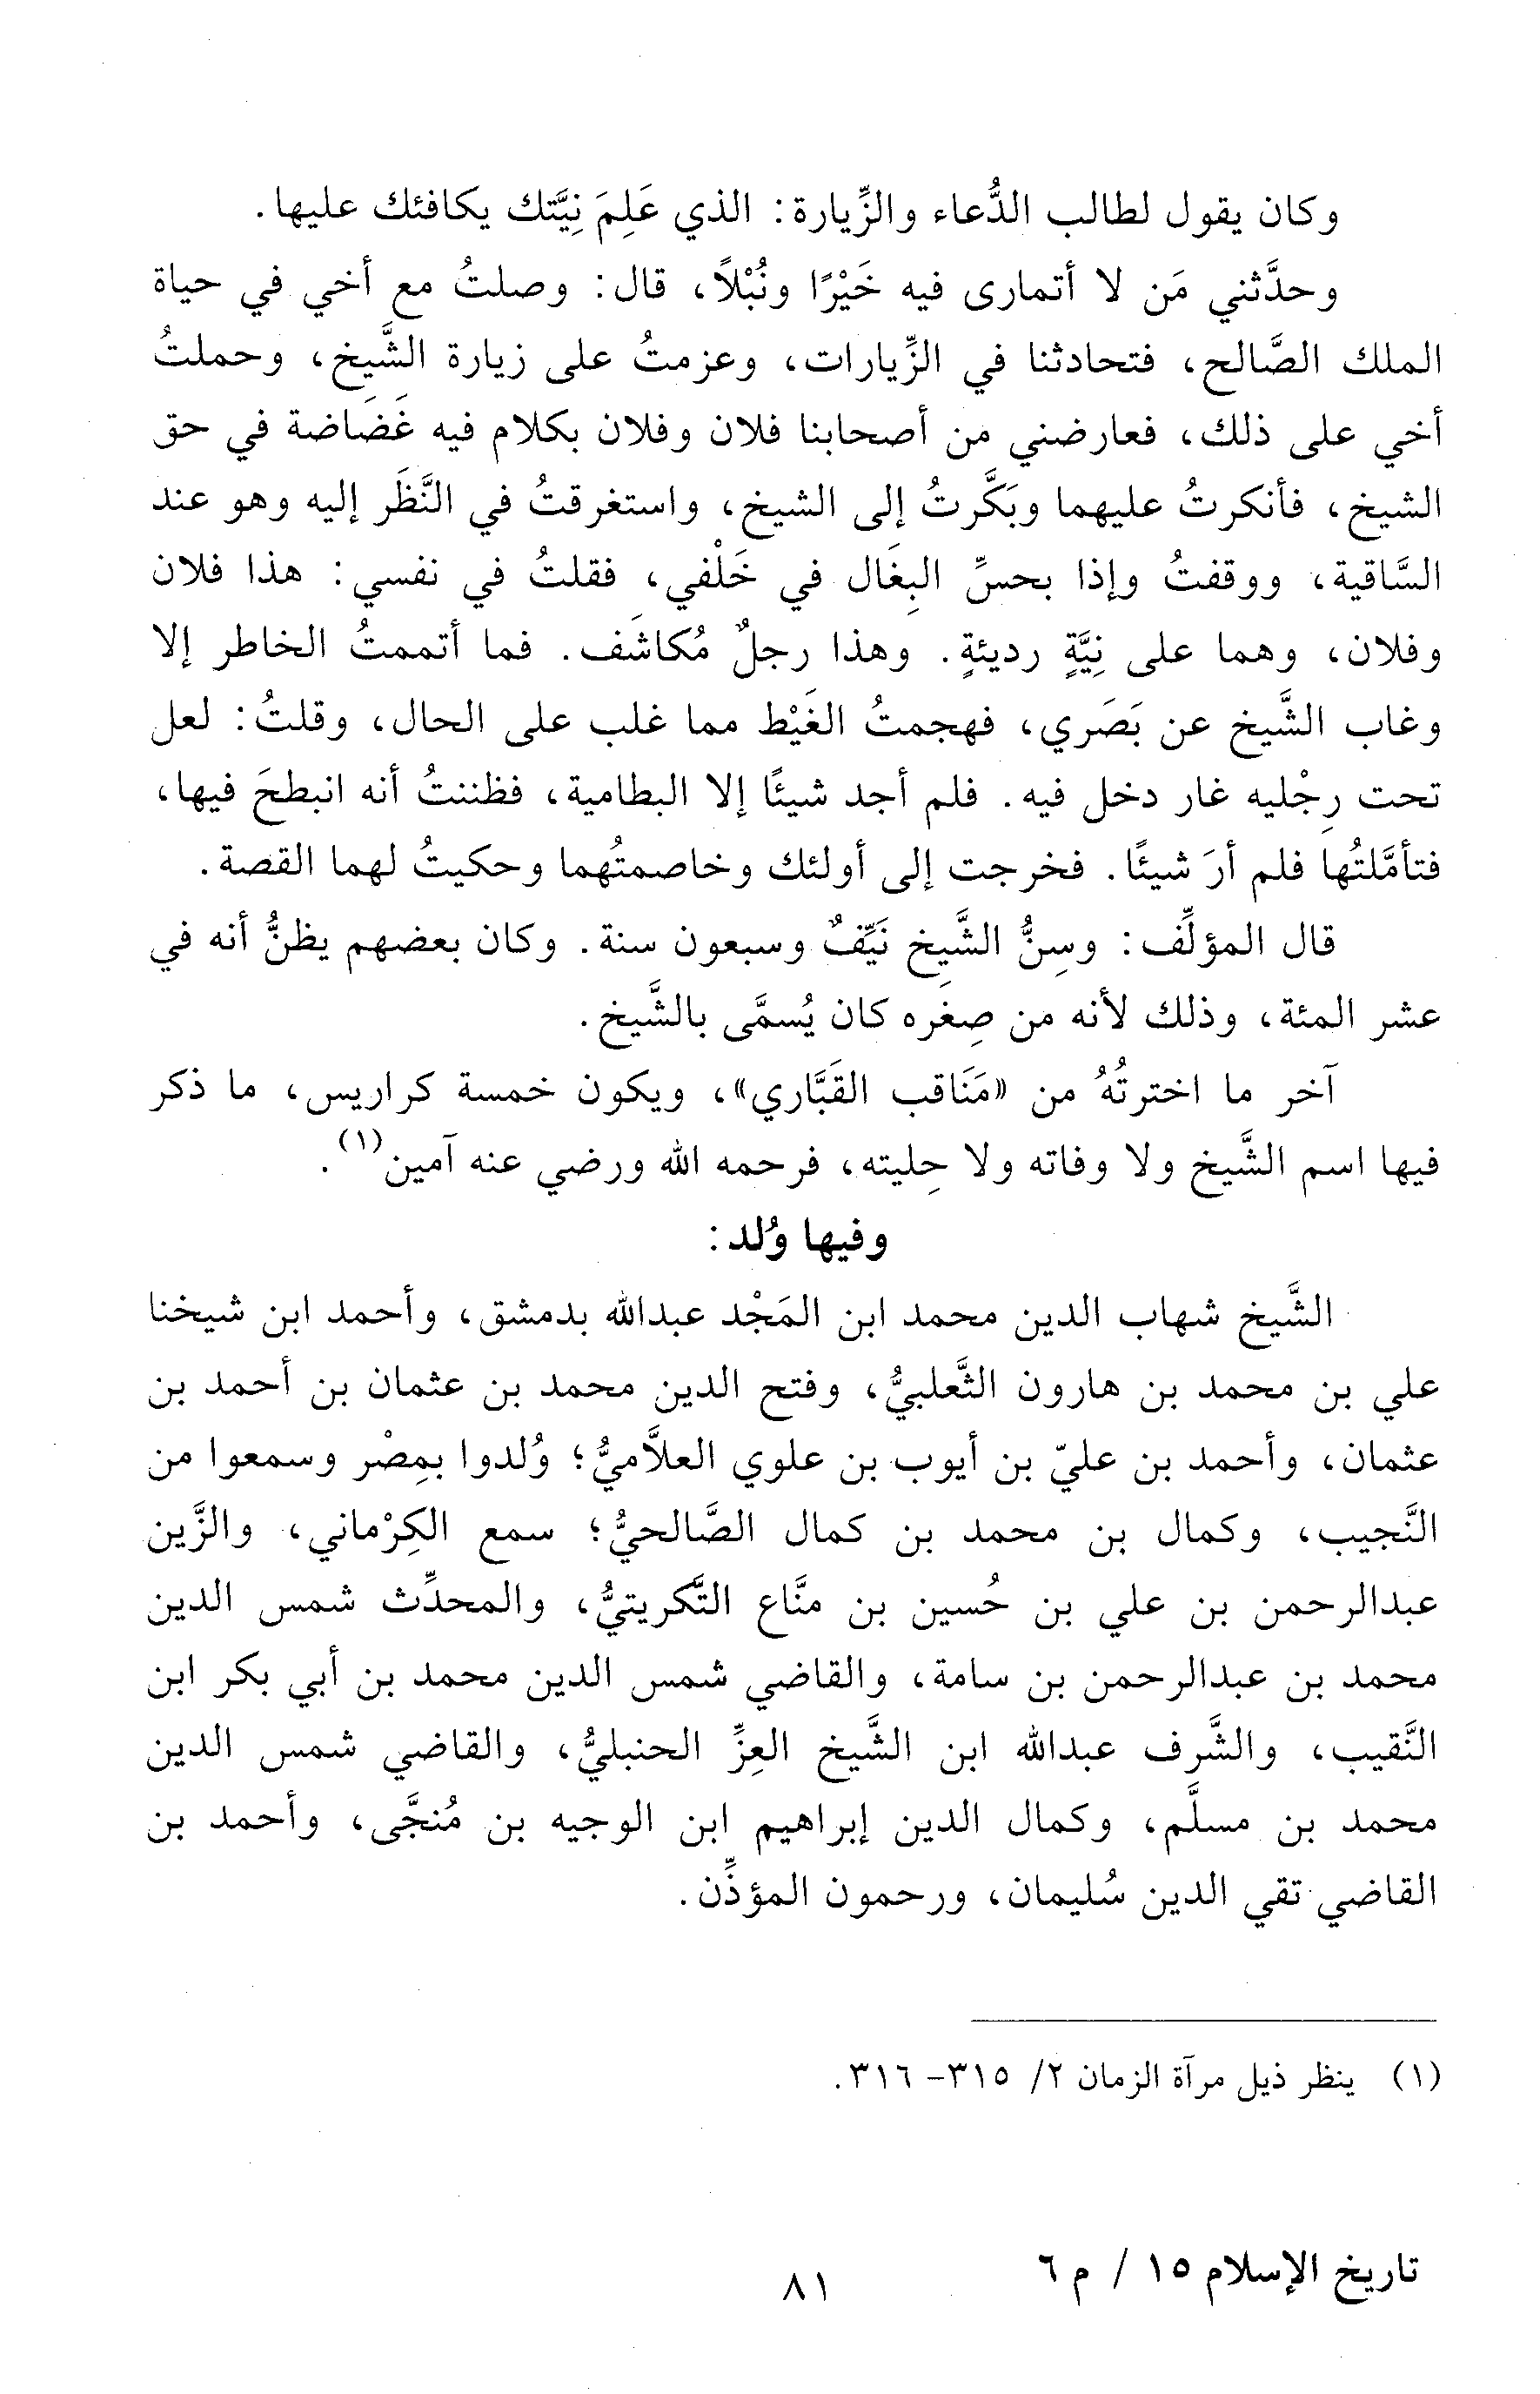 وكان يقول لطالب الدُّعاء والزِّيارة: الذي عَلِمَ نِيَّتك يكافئك عليها.
وحدَّثني مَن لا أتمارى فيه خَيْرًا ونُبْلاً، قال: وصلتُ مع أخي في حياة
الملك الصَّالح، فتحادثنا في الزِّيارات، وعزمتُ على زيارة الشَّيخ، وحملتُ
أخي على ذلك، فعارضني من أصحابنا فلان وفلان بكلام فيه غَضَاضة في حق
الشيخ، فأنكرتُ عليهما وبَكَّرتُ إلى الشيخ، واستغرقتُ في النَّظَر إليه وهو عند
السَّاقية، ووقفتُ وإذا بحسِّ البِغَال في خَلْفي، فقلتُ في نفسي: هذا فلان
وفلان، وهما على نِيَّةٍ رديئةٍ. وهذا رجلٌ مُكاشَف. فما أتممتُ الخاطر إلا
وغاب الشَّيخ عن بَصَري، فهجمتُ الغَيْط مما غلب على الحال، وقلتُ: لعل
تحت رِجْليه غار دخل فيه. فلم أجد شيئًا إلا البطامية، فظننتُ أنه انبطحَ فيها،
فتأمَّلتُها فلم أرَ شيئًا. فخرجت إلى أولئك وخاصمتُهما وحكيتُ لهما القصة.
قال المؤلِّف: وسِنُّ الشَّيخ نَيِّفٌ وسبعون سنة. وكان بعضهم يظنُّ أنه في
عشر المئة، وذلك لأنه من صِغَره كان يُسمَّى بالشَّيخ.
آخر ما اخترتُهُ من «مَنَاقب القَبَّاري»، ويكون خمسة كراريس، ما ذكر
فيها اسم الشَّيخ ولا وفاته ولا حِليته، فرحمه الله ورضي عنه آمين(١).
وفيها وُلد:
الشَّيخ شهاب الدين محمد ابن المَجْد عبدالله بدمشق، وأحمد ابن شيخنا
علي بن محمد بن هارون الثَّعلبيُّ، وفتح الدين محمد بن عثمان بن أحمد بن
عثمان، وأحمد بن عليّ بن أيوب بن علوي العلاَّميُّ؛ وُلدوا بمِصْر وسمعوا من
النَّجيب، وكمال بن محمد بن كمال الصَّالحيُّ؛ سمع الكِرْماني، والزَّين
عبدالرحمن بن علي بن حُسين بن منَّاع التَّكريتيُّ، والمحدِّث شمس الدين
محمد بن عبدالرحمن بن سامة، والقاضي شمس الدين محمد بن أبي بكر ابن
النَّقيب، والشَّرف عبدالله ابن الشَّيخ العِزِّ الحنبليُّ، والقاضي شمس الدين
محمد بن مسلَّم، وكمال الدين إبراهيم ابن الوجيه بن مُنجَّى، وأحمد بن
القاضي تقي الدين سُليمان، ورحمون المؤذِّن.
(١) ينظر ذيل مرآة الزمان ٢/ ٣١٥- ٣١٦.
تاريخ الإسلام ١٥ / م ٦
٨١